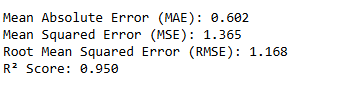 Mean Absolute Error (MAE): 0.602
Mean Squared Error (MSE): 1.365
Root Mean Squared Error (RMSE): 1.168
R² Score: 0.950